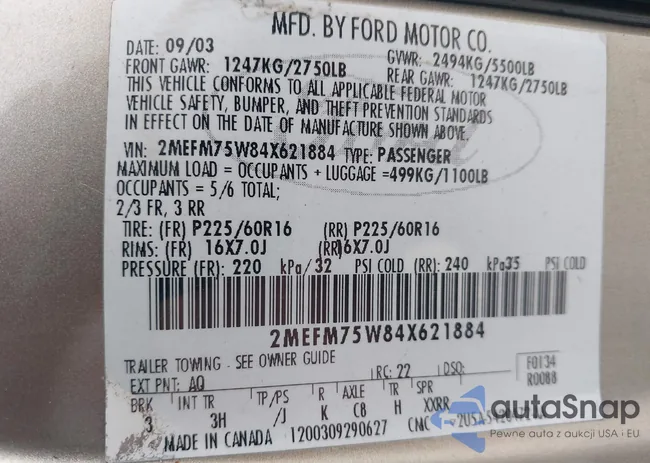 MFD. BY FORD MOTOR CO.
DATE: 09/03 GVWR: 2494KG/5500LB
FRONT GAWR: 1247KG/2750LB REAR GAWR: 1247KG/2750LB
THIS VEHICLE CONFORMS TO ALL APPLICABLE FEDERAL MOTOR
VEHICLE SAFETY, BUMPER, AND THEFT PREVENTION STANDARDS
IN EFFECT ON THE DATE OF MANUFACTURE SHOWN ABOVE.
VIN: 2MEFM75W84X621884 TYPE: PASSENGER
MAXIMUM LOAD = OCCUPANTS + LUGGAGE =499KG/1100LB
OCCUPANTS = 5/6 TOTAL;
2/3 FR, 3 RR
TIRE: (FR) P225/60R16 (RR) P225/60R16
RIMS: (FR) 16X7.0J (RR)16X7.0J
PRESSURE (FR): 220 kPa/32 PSI COLD (RR): 240 kPa35 PSI COLD
2MEFM75W84X621884
TRAILER TOWING - SEE OWNER GUIDE
EXT PNT: AQ RC: 22 DSO: F0134
R0088
BRK INT TR TP/PS R AXLE TR SPR
3 3H /J K C8 H XXRR
MADE IN CANADA 1200309290627 CMC
autoSnap
Pewne auta z aukcji USA i EU